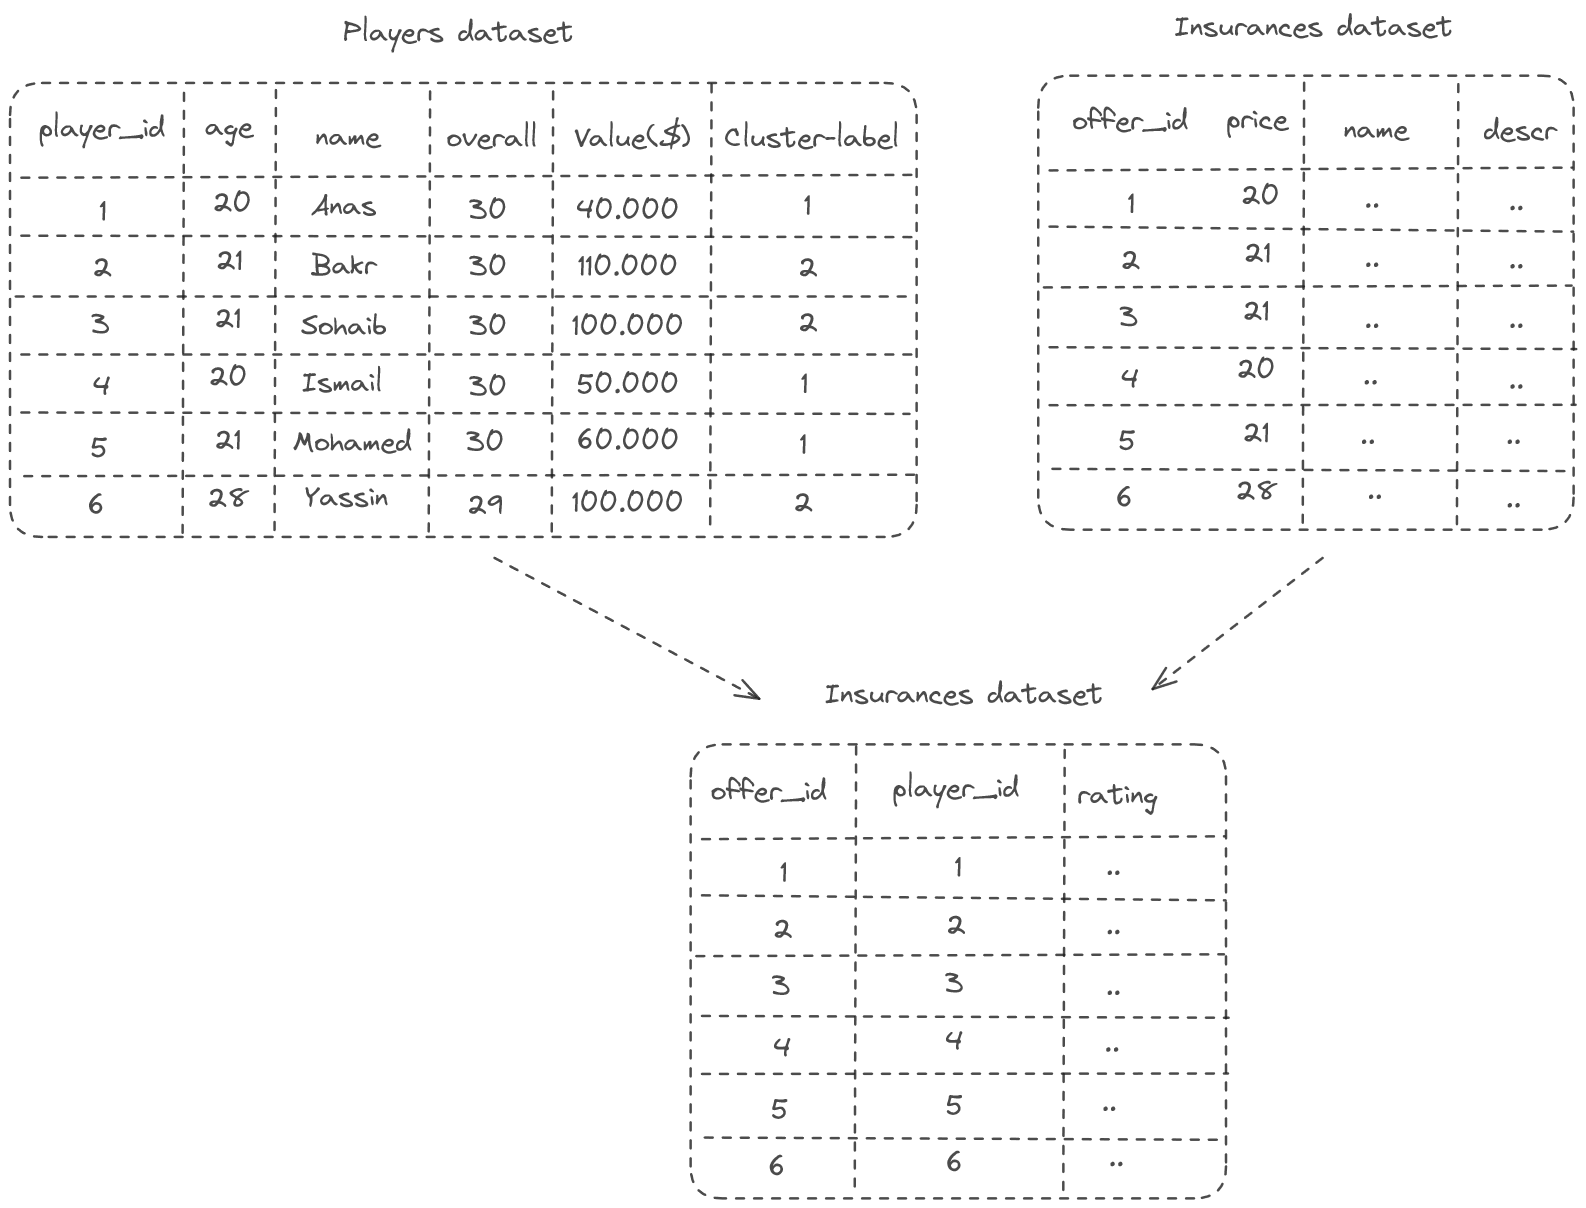 Players dataset
player_id age name overall Value($) Cluster-label
1 20 Anas 30 40.000 1
2 21 Bakr 30 110.000 2
3 21 Sohaib 30 100.000 2
4 20 Ismail 30 50.000 1
5 21 Mohamed 30 60.000 1
6 28 Yassin 29 100.000 2
Insurances dataset
offer_id price name descr
1 20 .. ..
2 21 .. ..
3 21 .. ..
4 20 .. ..
5 21 .. ..
6 28 .. ..
Insurances dataset
offer_id player_id rating
1 1 ..
2 2 ..
3 3 ..
4 4 ..
5 5 ..
6 6 ..